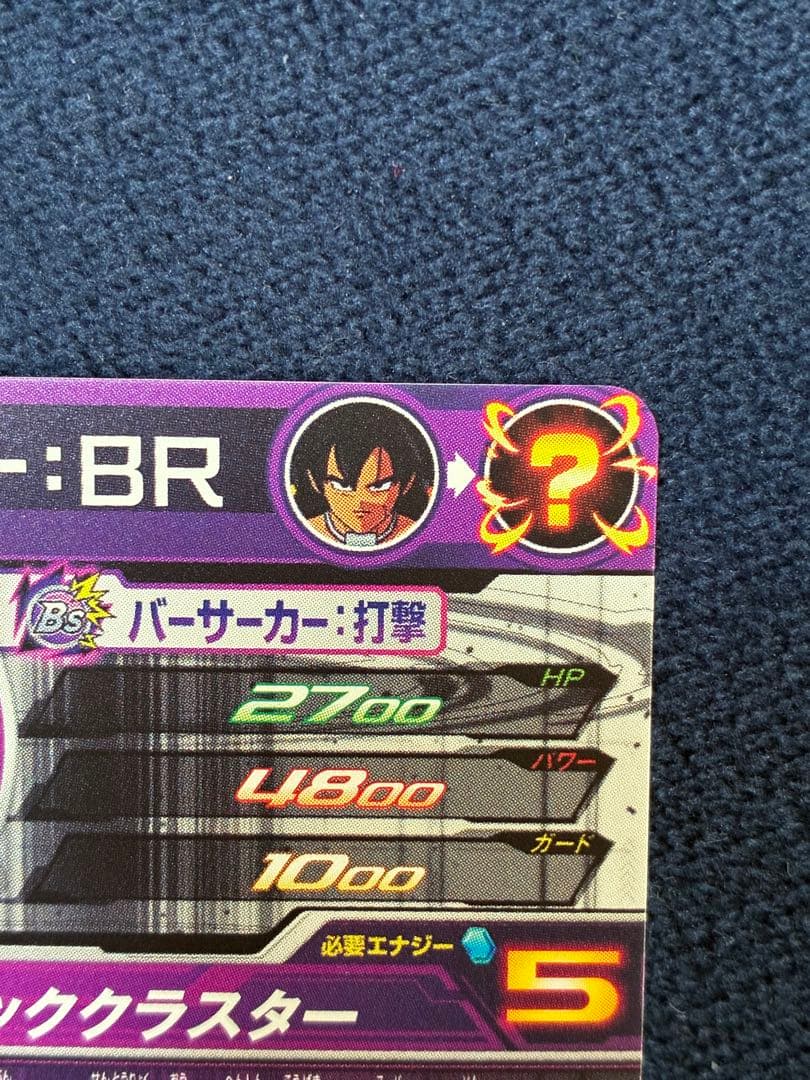 ー:BR
?
Bs バーサーカー:打撃
HP
2700
パワー
4800
ガード
1000
必要エナジー
5
ッククラスター